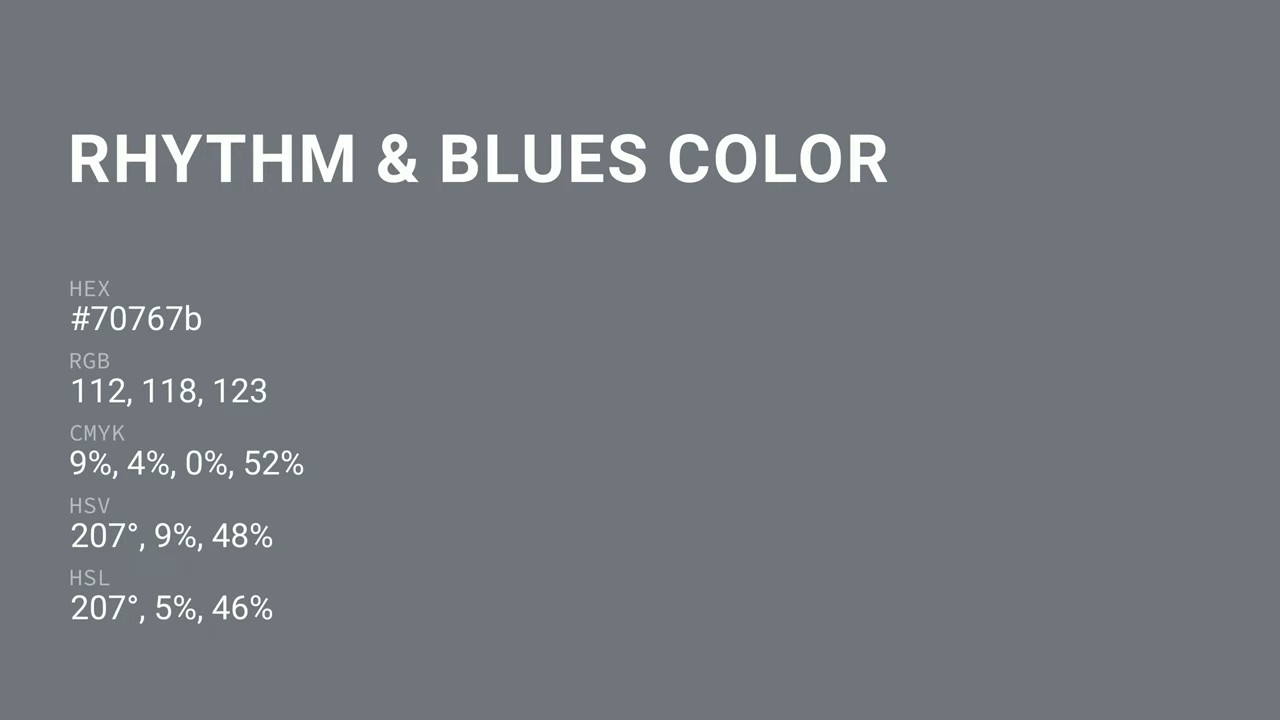 RHYTHM & BLUES COLOR
HEX
#70767b
RGB
112, 118, 123
CMYK
9%, 4%, 0%, 52%
HSV
207°, 9%, 48%
HSL
207°, 5%, 46%